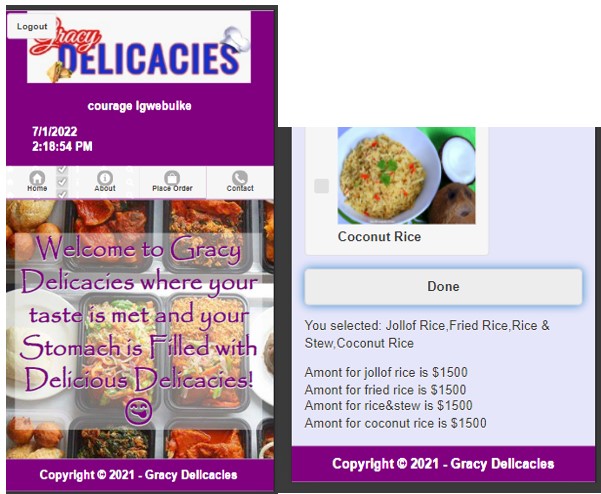 Logout
Gracy
DELICACIES
courage Igwebuike
7/1/2022
2:18:54 PM
Home
About
Place Order
Contact
Welcome to Gracy
Delicacies where your
taste is met and your
Stomach is Filled with
Delicious Delicacies!
😋
Copyright © 2021 - Gracy Delicacies
Coconut Rice
Done
You selected: Jollof Rice,Fried Rice,Rice &
Stew,Coconut Rice
Amont for jollof rice is $1500
Amont for fried rice is $1500
Amont for rice&stew is $1500
Amont for coconut rice is $1500
Copyright © 2021 - Gracy Delicacies